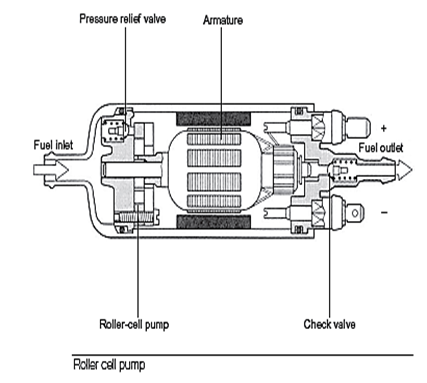 Pressure relief valve
Armature
Fuel inlet
+
Fuel outlet
–
Roller-cell pump
Check valve
Roller cell pump